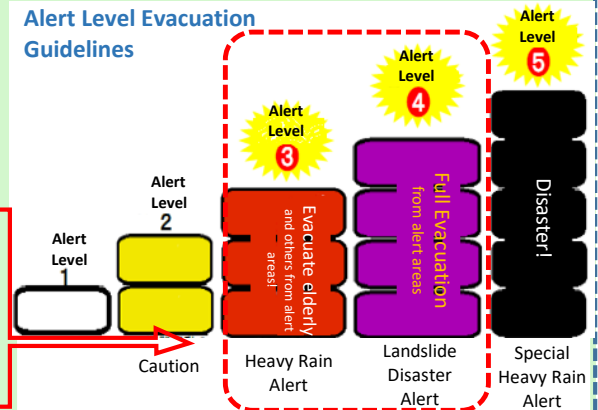 Alert Level Evacuation
Guidelines
Alert
Level
1
Alert
Level
2
Alert
Level
3
Alert
Level
4
Alert
Level
5
Evacuate elderly
and others from alert
areas!
Full Evacuation
from alert areas
Disaster!
Caution
Heavy Rain
Alert
Landslide
Disaster
Alert
Special
Heavy Rain
Alert